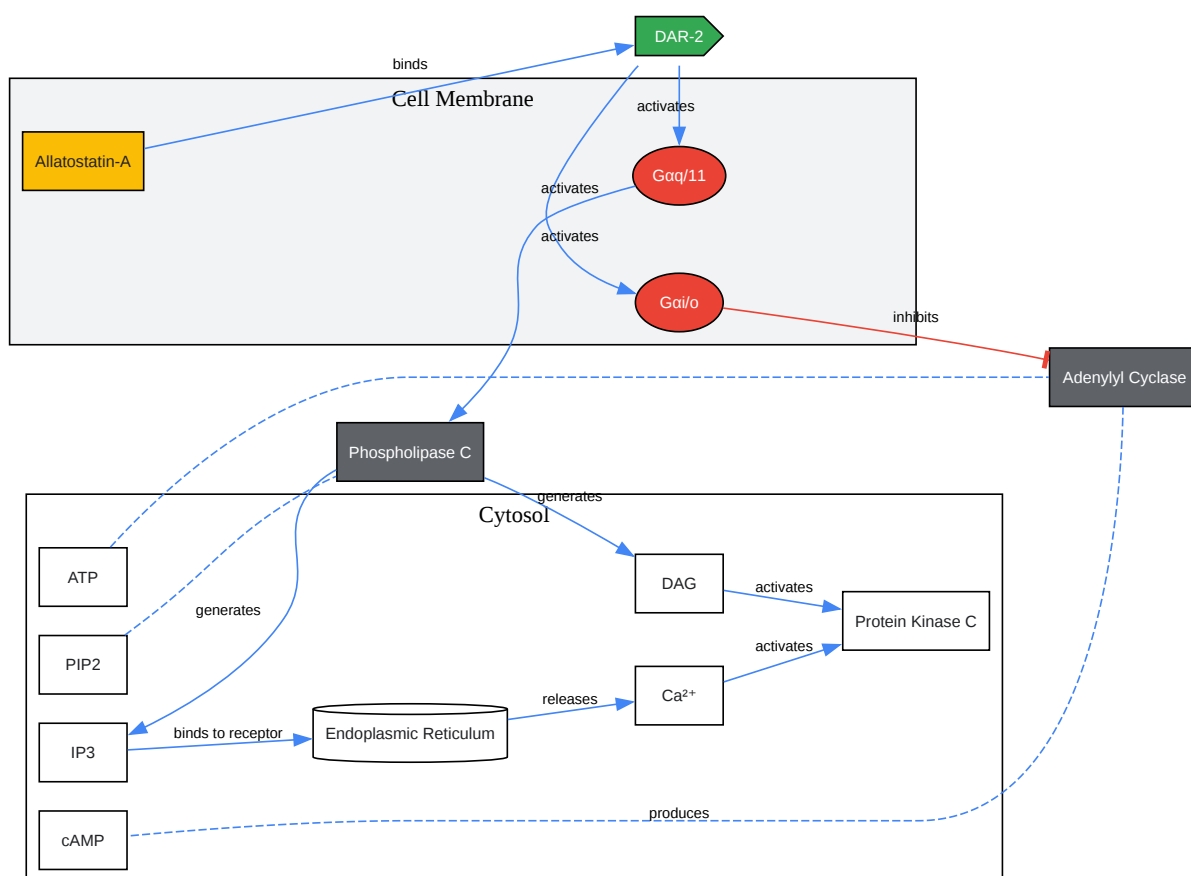 DAR-2
binds
Cell Membrane
activates
Allatostatin-A
Gαq/11
activates
activates
Gαi/o
inhibits
Adenylyl Cyclase
Phospholipase C
generates
Cytosol
ATP
DAG
activates
generates
Protein Kinase C
PIP2
activates
Ca²⁺
releases
binds to receptor
Endoplasmic Reticulum
IP3
produces
cAMP